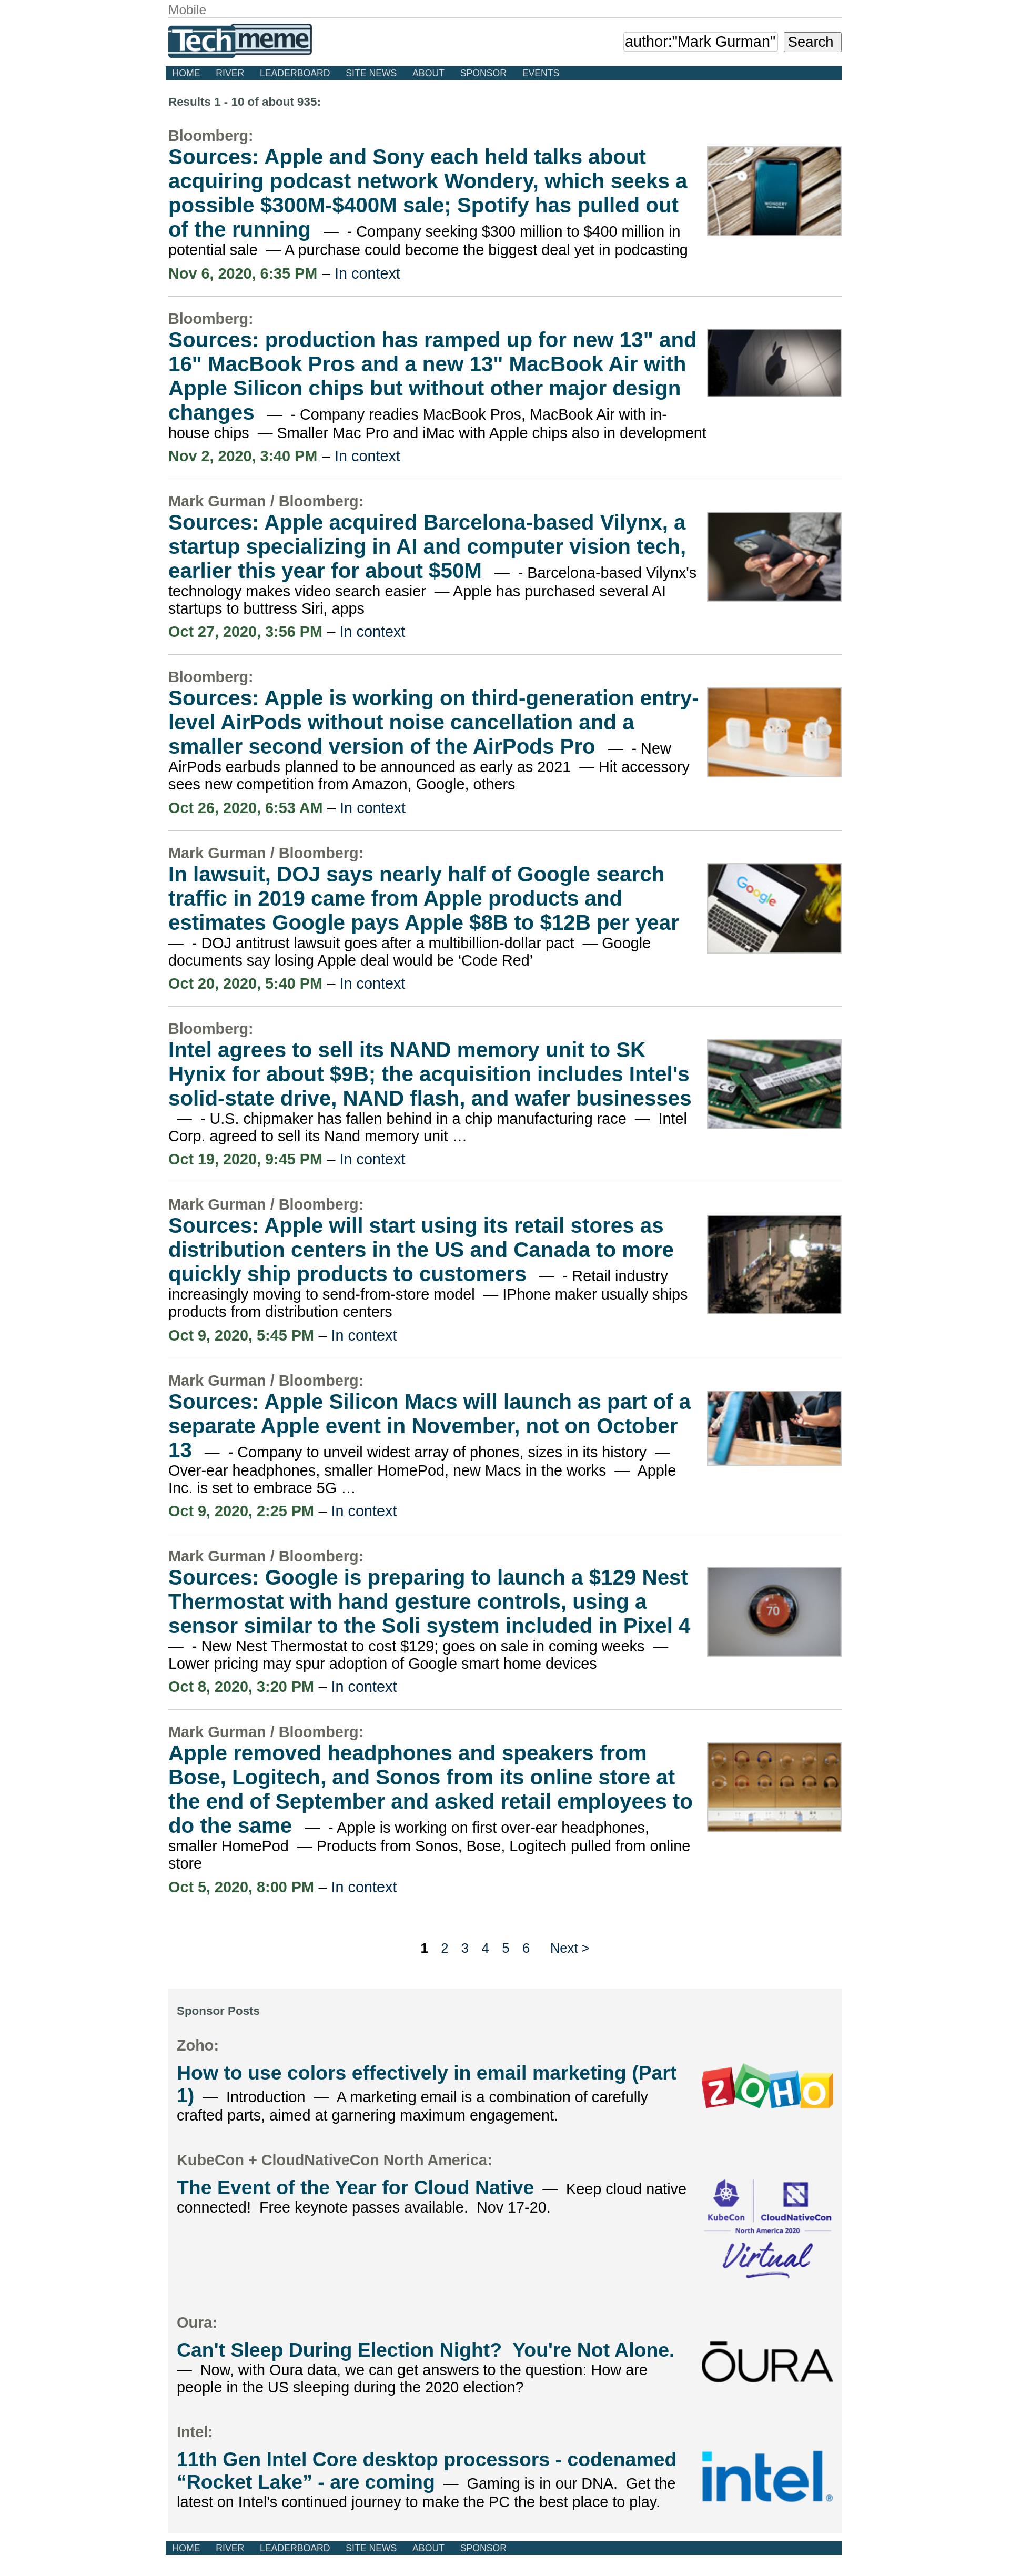 Mobile
Techmeme
author:"Mark Gurman"
Search
HOME RIVER LEADERBOARD SITE NEWS ABOUT SPONSOR EVENTS
Results 1 - 10 of about 935:
Bloomberg:
Sources: Apple and Sony each held talks about
acquiring podcast network Wondery, which seeks a
possible $300M-$400M sale; Spotify has pulled out
of the running — - Company seeking $300 million to $400 million in
potential sale — A purchase could become the biggest deal yet in podcasting
Nov 6, 2020, 6:35 PM – In context
WONDERY
Bloomberg:
Sources: production has ramped up for new 13" and
16" MacBook Pros and a new 13" MacBook Air with
Apple Silicon chips but without other major design
changes — - Company readies MacBook Pros, MacBook Air with in-
house chips — Smaller Mac Pro and iMac with Apple chips also in development
Nov 2, 2020, 3:40 PM – In context
Mark Gurman / Bloomberg:
Sources: Apple acquired Barcelona-based Vilynx, a
startup specializing in AI and computer vision tech,
earlier this year for about $50M — - Barcelona-based Vilynx's
technology makes video search easier — Apple has purchased several AI
startups to buttress Siri, apps
Oct 27, 2020, 3:56 PM – In context
Bloomberg:
Sources: Apple is working on third-generation entry-
level AirPods without noise cancellation and a
smaller second version of the AirPods Pro — - New
AirPods earbuds planned to be announced as early as 2021 — Hit accessory
sees new competition from Amazon, Google, others
Oct 26, 2020, 6:53 AM – In context
Mark Gurman / Bloomberg:
In lawsuit, DOJ says nearly half of Google search
traffic in 2019 came from Apple products and
estimates Google pays Apple $8B to $12B per year
— - DOJ antitrust lawsuit goes after a multibillion-dollar pact — Google
documents say losing Apple deal would be ‘Code Red’
Oct 20, 2020, 5:40 PM – In context
Google
Bloomberg:
Intel agrees to sell its NAND memory unit to SK
Hynix for about $9B; the acquisition includes Intel's
solid-state drive, NAND flash, and wafer businesses
— - U.S. chipmaker has fallen behind in a chip manufacturing race — Intel
Corp. agreed to sell its Nand memory unit …
Oct 19, 2020, 9:45 PM – In context
Mark Gurman / Bloomberg:
Sources: Apple will start using its retail stores as
distribution centers in the US and Canada to more
quickly ship products to customers — - Retail industry
increasingly moving to send-from-store model — IPhone maker usually ships
products from distribution centers
Oct 9, 2020, 5:45 PM – In context
Mark Gurman / Bloomberg:
Sources: Apple Silicon Macs will launch as part of a
separate Apple event in November, not on October
13 — - Company to unveil widest array of phones, sizes in its history —
Over-ear headphones, smaller HomePod, new Macs in the works — Apple
Inc. is set to embrace 5G …
Oct 9, 2020, 2:25 PM – In context
Mark Gurman / Bloomberg:
Sources: Google is preparing to launch a $129 Nest
Thermostat with hand gesture controls, using a
sensor similar to the Soli system included in Pixel 4
— - New Nest Thermostat to cost $129; goes on sale in coming weeks —
Lower pricing may spur adoption of Google smart home devices
Oct 8, 2020, 3:20 PM – In context
70
Mark Gurman / Bloomberg:
Apple removed headphones and speakers from
Bose, Logitech, and Sonos from its online store at
the end of September and asked retail employees to
do the same — - Apple is working on first over-ear headphones,
smaller HomePod — Products from Sonos, Bose, Logitech pulled from online
store
Oct 5, 2020, 8:00 PM – In context
1 2 3 4 5 6 Next >
Sponsor Posts
Zoho:
How to use colors effectively in email marketing (Part
1) — Introduction — A marketing email is a combination of carefully
crafted parts, aimed at garnering maximum engagement.
ZOHO
KubeCon + CloudNativeCon North America:
The Event of the Year for Cloud Native — Keep cloud native
connected! Free keynote passes available. Nov 17-20.
KubeCon CloudNativeCon
North America 2020
Virtual
Oura:
Can't Sleep During Election Night? You're Not Alone.
— Now, with Oura data, we can get answers to the question: How are
people in the US sleeping during the 2020 election?
ŌURA
Intel:
11th Gen Intel Core desktop processors - codenamed
“Rocket Lake” - are coming — Gaming is in our DNA. Get the
latest on Intel's continued journey to make the PC the best place to play.
intel®
HOME RIVER LEADERBOARD SITE NEWS ABOUT SPONSOR